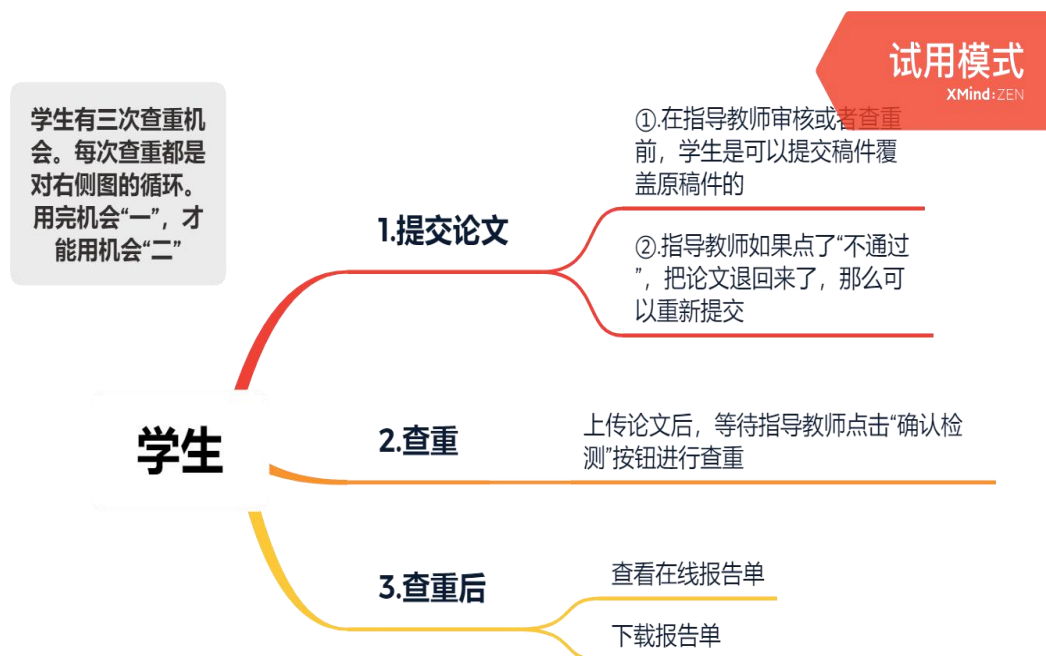 试用模式
XMind:ZEN
学生有三次查重机
会。每次查重都是
对右侧图的循环。
用完机会“一”，才
能用机会“二”
①.在指导教师审核或者查重
前，学生是可以提交稿件覆
盖原稿件的
1.提交论文
②.指导教师如果点了“不通过
”，把论文退回来了，那么可
以重新提交
学生
2.查重
上传论文后，等待指导教师点击“确认检
测”按钮进行查重
3.查重后
查看在线报告单
下载报告单